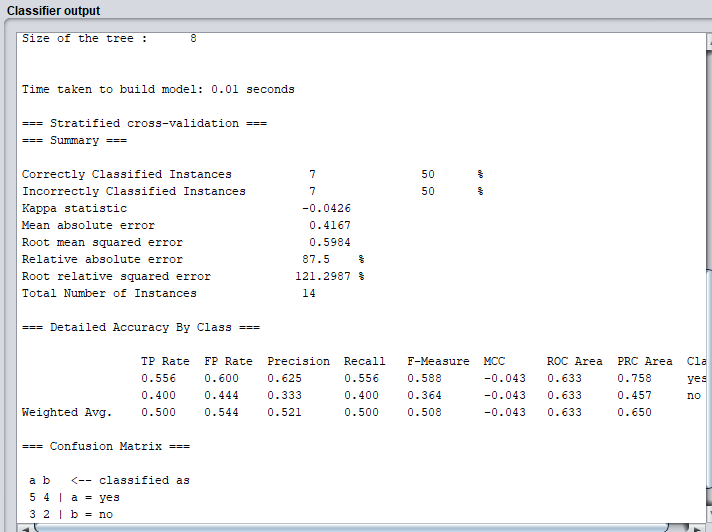 Classifier output
Size of the tree : 8
Time taken to build model: 0.01 seconds
=== Stratified cross-validation ===
=== Summary ===
Correctly Classified Instances 7 50 %
Incorrectly Classified Instances 7 50 %
Kappa statistic -0.0426
Mean absolute error 0.4167
Root mean squared error 0.5984
Relative absolute error 87.5 %
Root relative squared error 121.2987 %
Total Number of Instances 14
=== Detailed Accuracy By Class ===
TP Rate FP Rate Precision Recall F-Measure MCC ROC Area PRC Area Cla
0.556 0.600 0.625 0.556 0.588 -0.043 0.633 0.758 yes
0.400 0.444 0.333 0.400 0.364 -0.043 0.633 0.457 no
Weighted Avg. 0.500 0.544 0.521 0.500 0.508 -0.043 0.633 0.650
=== Confusion Matrix ===
a b <-- classified as
5 4 | a = yes
3 2 | b = no